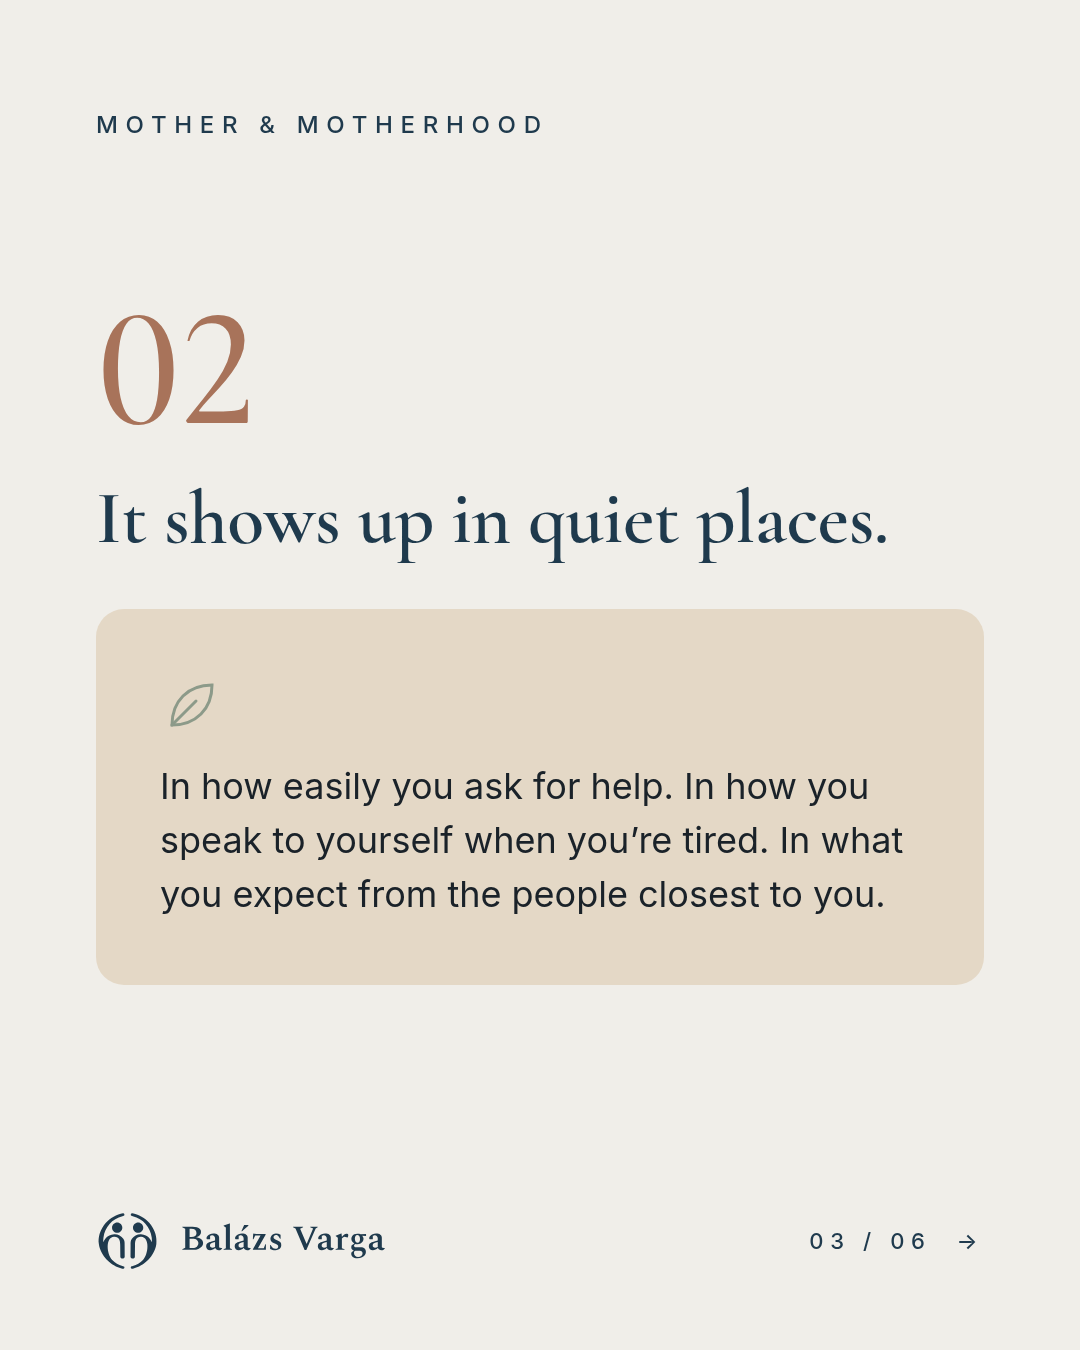 MOTHER & MOTHERHOOD
02
It shows up in quiet places.
In how easily you ask for help. In how you
speak to yourself when you’re tired. In what
you expect from the people closest to you.
Balázs Varga
03 / 06 →